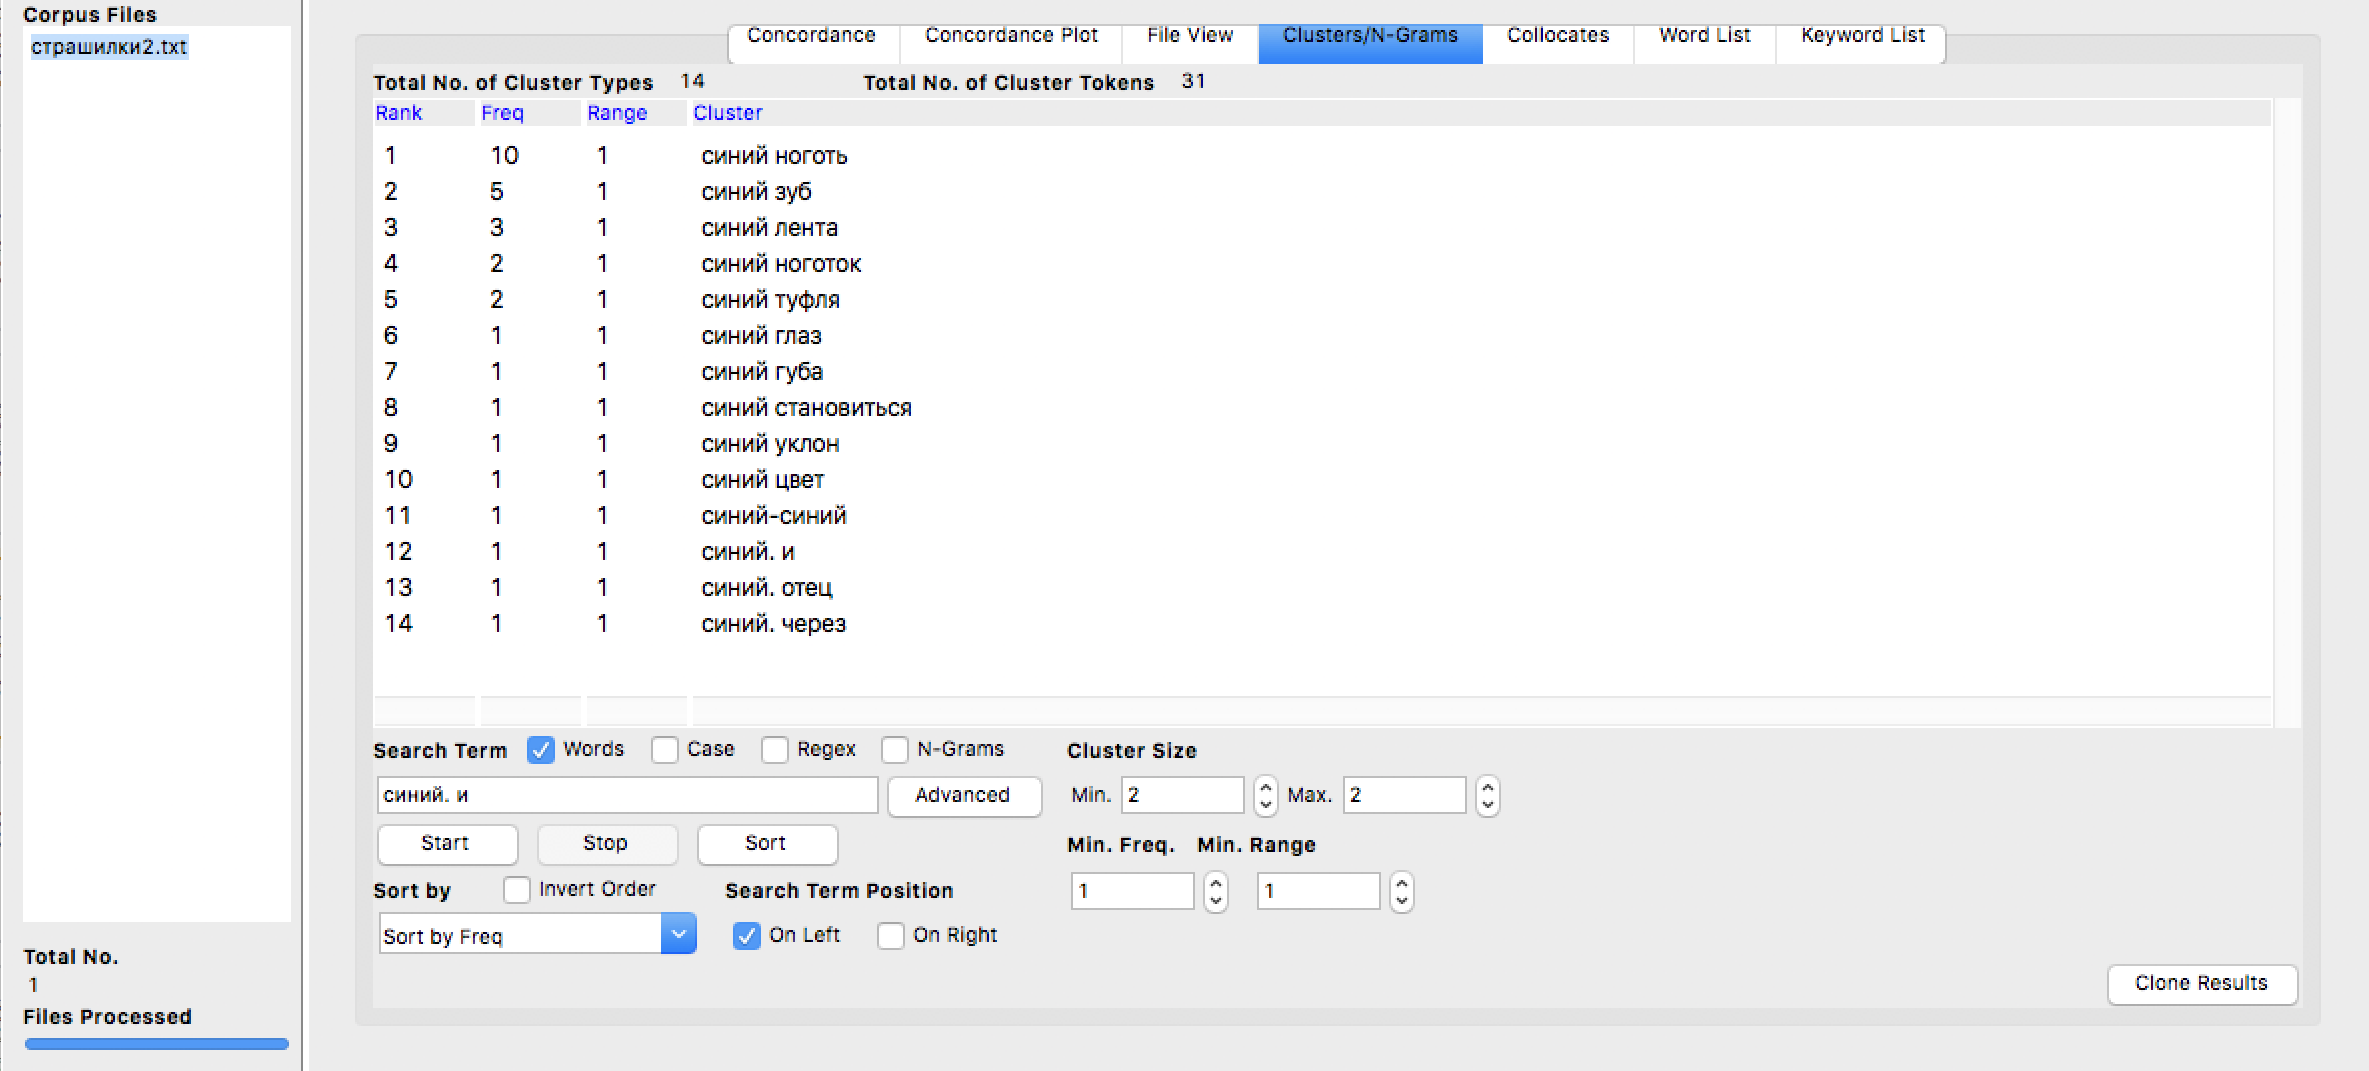 Corpus Files
страшилки2.txt
Total No.
1
Files Processed
Concordance Concordance Plot File View Clusters/N-Grams Collocates Word List Keyword List
Total No. of Cluster Types 14 Total No. of Cluster Tokens 31
Rank Freq Range Cluster
1 10 1 синий ноготь
2 5 1 синий зуб
3 3 1 синий лента
4 2 1 синий ноготок
5 2 1 синий туфля
6 1 1 синий глаз
7 1 1 синий губа
8 1 1 синий становиться
9 1 1 синий уклон
10 1 1 синий цвет
11 1 1 синий-синий
12 1 1 синий. и
13 1 1 синий. отец
14 1 1 синий. через
Search Term Words Case Regex N-Grams Cluster Size
синий. и Advanced Min. 2 Max. 2
Start Stop Sort Min. Freq. Min. Range
Sort by Invert Order Search Term Position 1 1
Sort by Freq On Left On Right
Clone Results